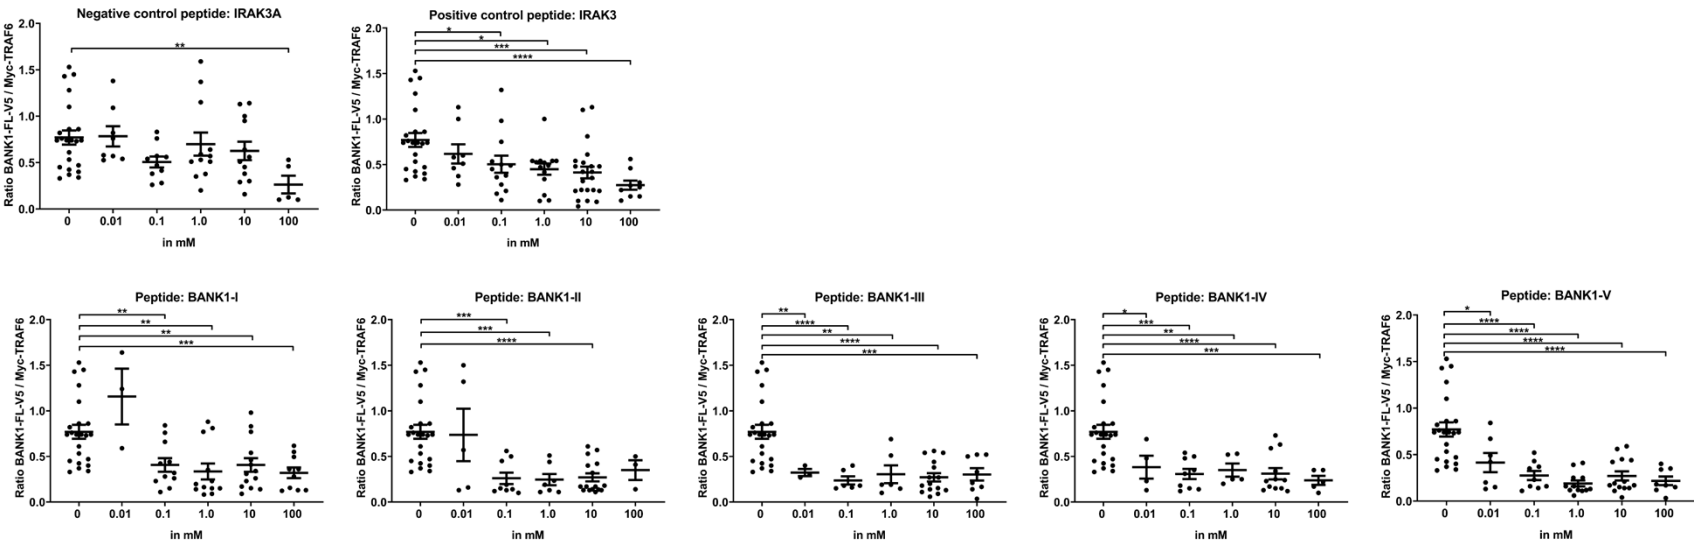 Negative control peptide: IRAK3A
Ratio BANK1-FL-V5 / Myc-TRAF6
2.0
1.5
1.0
0.5
0.0
**
0 0.01 0.1 1.0 10 100
in mM
Positive control peptide: IRAK3
Ratio BANK1-FL-V5 / Myc-TRAF6
2.0
1.5
1.0
0.5
0.0
*
*
***
****
0 0.01 0.1 1.0 10 100
in mM
Peptide: BANK1-I
Ratio BANK1-FL-V5 / Myc-TRAF6
2.0
1.5
1.0
0.5
0.0
**
**
**
***
0 0.01 0.1 1.0 10 100
in mM
Peptide: BANK1-II
Ratio BANK1-FL-V5 / Myc-TRAF6
2.0
1.5
1.0
0.5
0.0
***
***
****
0 0.01 0.1 1.0 10 100
in mM
Peptide: BANK1-III
Ratio BANK1-FL-V5 / Myc-TRAF6
2.0
1.5
1.0
0.5
0.0
**
****
**
****
***
0 0.01 0.1 1.0 10 100
in mM
Peptide: BANK1-IV
Ratio BANK1-FL-V5 / Myc-TRAF6
2.0
1.5
1.0
0.5
0.0
*
***
**
****
***
0 0.01 0.1 1.0 10 100
in mM
Peptide: BANK1-V
Ratio BANK1-FL-V5 / Myc-TRAF6
2.0
1.5
1.0
0.5
0.0
*
****
****
****
****
0 0.01 0.1 1.0 10 100
in mM